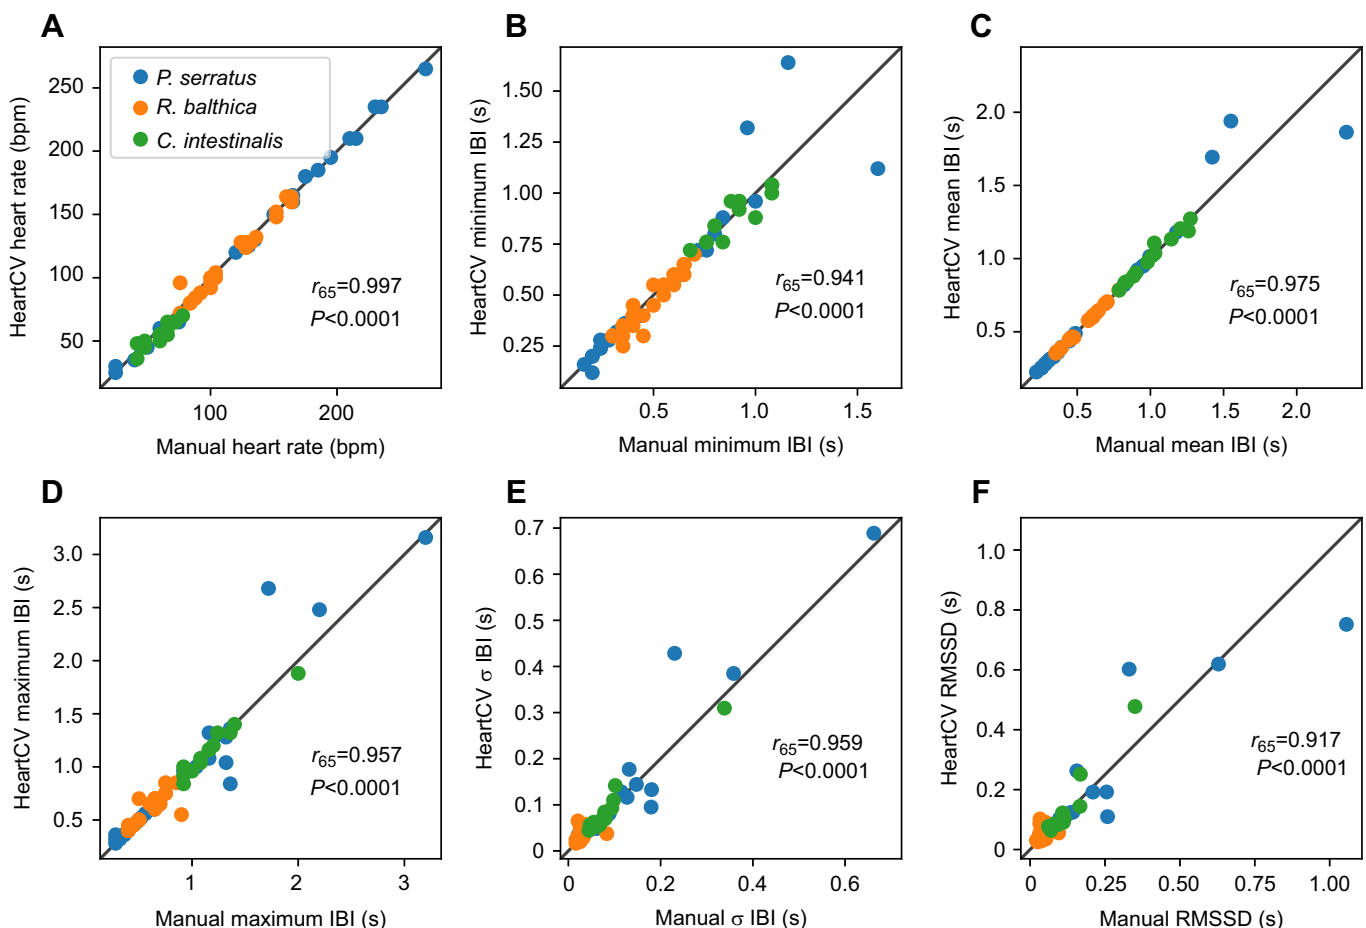 A
HeartCV heart rate (bpm)
250
200
150
100
50
P. serratus
R. balthica
C. intestinalis
r65=0.997
P<0.0001
100
200
Manual heart rate (bpm)
B
HeartCV minimum IBI (s)
1.50
1.25
1.00
0.75
0.50
0.25
r65=0.941
P<0.0001
0.5
1.0
1.5
Manual minimum IBI (s)
C
HeartCV mean IBI (s)
2.0
1.5
1.0
0.5
r65=0.975
P<0.0001
0.5
1.0
1.5
2.0
Manual mean IBI (s)
D
HeartCV maximum IBI (s)
3.0
2.5
2.0
1.5
1.0
0.5
r65=0.957
P<0.0001
1
2
3
Manual maximum IBI (s)
E
HeartCV σ IBI (s)
0.7
0.6
0.5
0.4
0.3
0.2
0.1
0
r65=0.959
P<0.0001
0
0.2
0.4
0.6
Manual σ IBI (s)
F
HeartCV RMSSD (s)
1.0
0.8
0.6
0.4
0.2
0
r65=0.917
P<0.0001
0
0.25
0.50
0.75
1.00
Manual RMSSD (s)